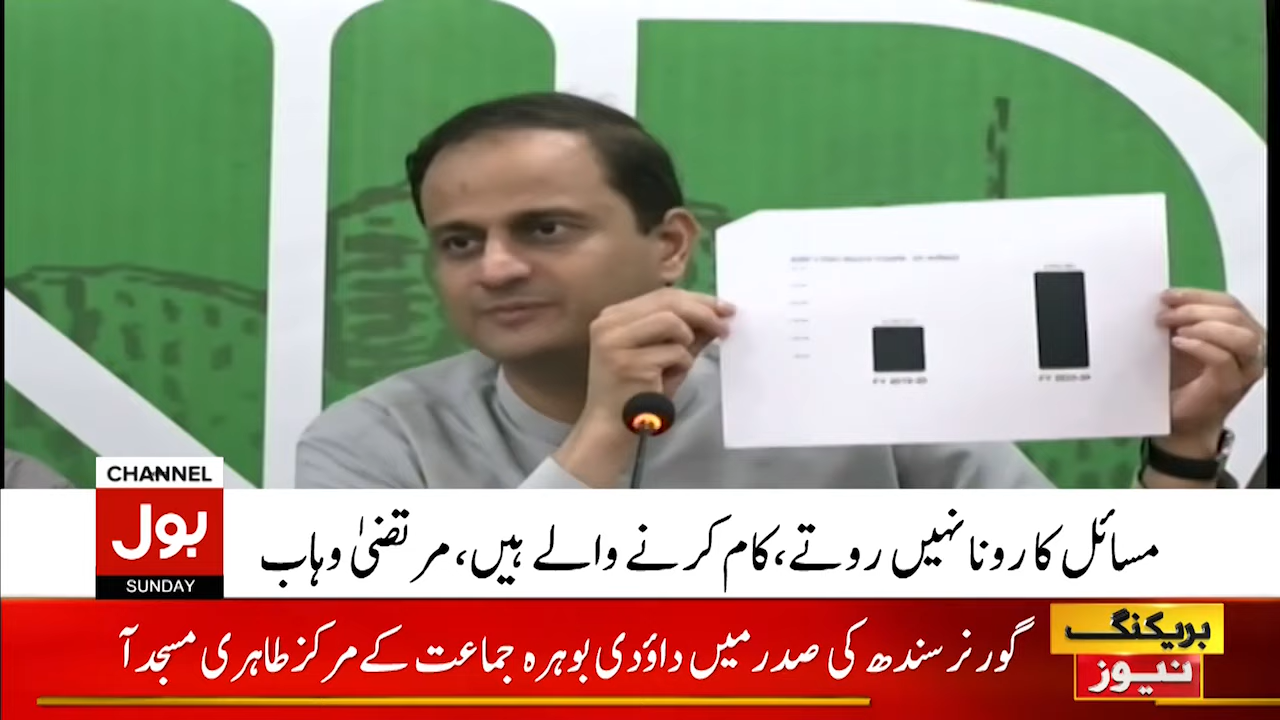 CHANNEL
بول
SUNDAY
مسائل کا رونا نہیں روتے، کام کرنے والے ہیں، مرتضیٰ وہاب
بریکنگ
نیوز
گورنر سندھ کی صدر میں داؤدی بوہرہ جماعت کے مرکز طاہری مسجد آ